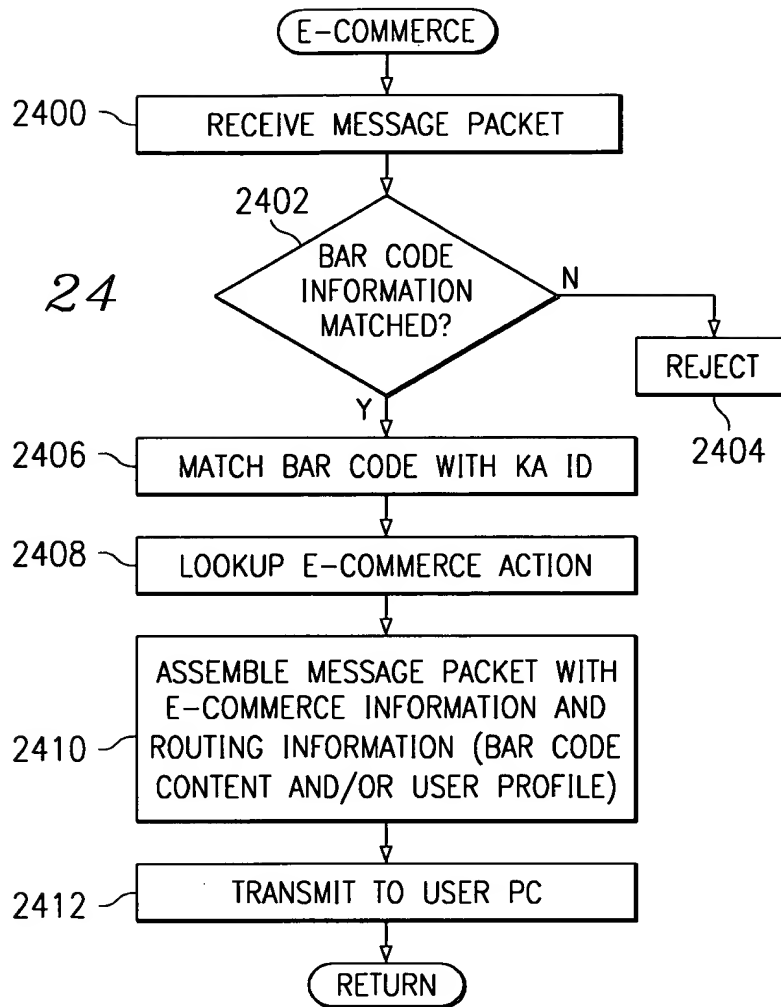 E-COMMERCE
2400
RECEIVE MESSAGE PACKET
2402
BAR CODE
INFORMATION
MATCHED?
N
24
REJECT
2404
Y
2406
MATCH BAR CODE WITH KA ID
2408
LOOKUP E-COMMERCE ACTION
ASSEMBLE MESSAGE PACKET WITH
E-COMMERCE INFORMATION AND
2410
ROUTING INFORMATION (BAR CODE
CONTENT AND/OR USER PROFILE)
2412
TRANSMIT TO USER PC
RETURN